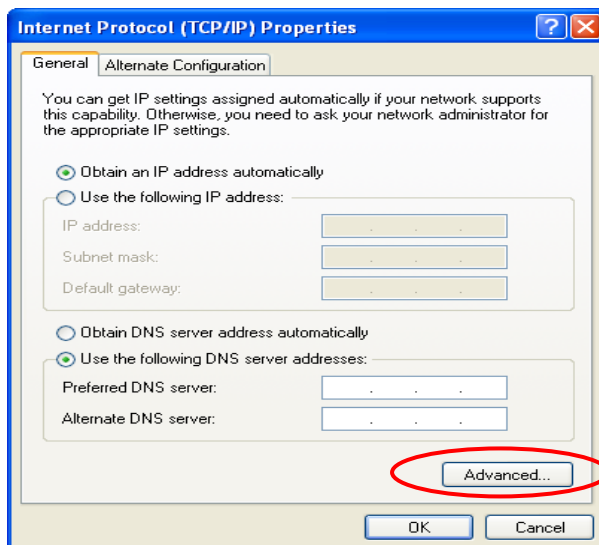 Internet Protocol (TCP/IP) Properties
General
Alternate Configuration
You can get IP settings assigned automatically if your network supports
this capability. Otherwise, you need to ask your network administrator for
the appropriate IP settings.
Obtain an IP address automatically
Use the following IP address:
IP address:
Subnet mask:
Default gateway:
Obtain DNS server address automatically
Use the following DNS server addresses:
Preferred DNS server:
Alternate DNS server:
Advanced...
OK
Cancel